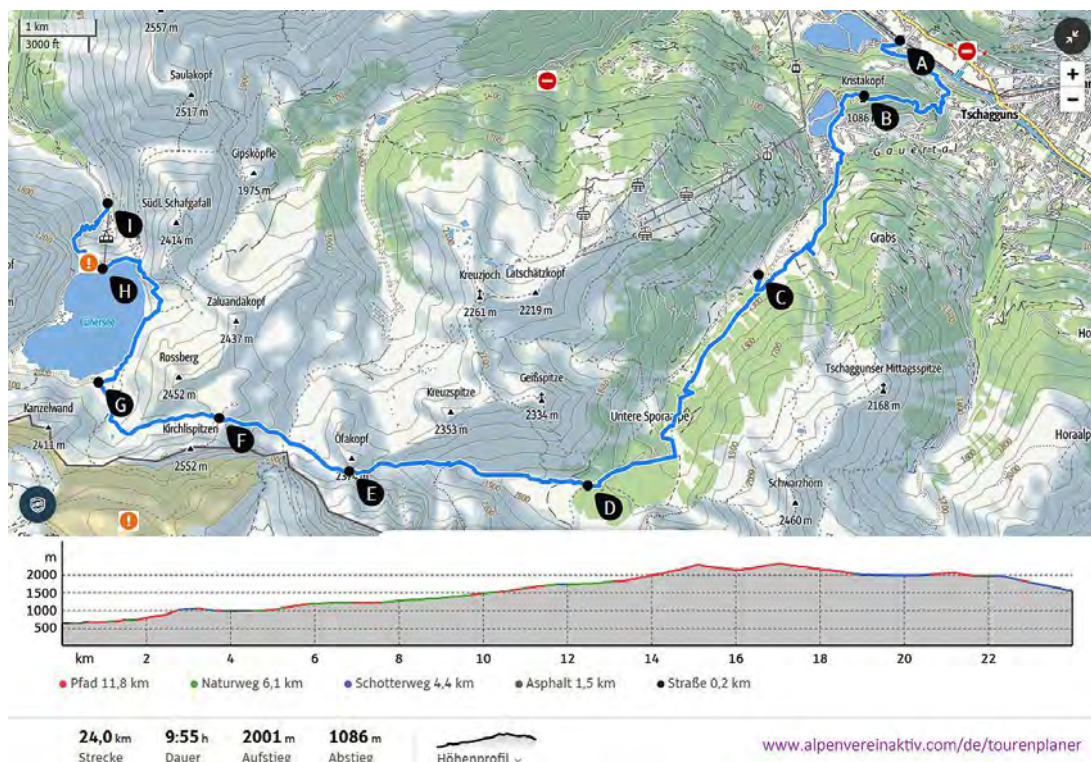 1 km
3000 ft
2557 m
Saulakopf
2517 m
Gipsköpfle
1975 m
Südl. Schafgafall
2414 m
Zaluandakopf
2437 m
Rossberg
2452 m
Kanzelwand
2411 m
Kirchlispitzen
2552 m
Öfakopf
Kreuzjoch
2261 m
Latschätzkopf
2219 m
Kreuzspitze
2353 m
Geißspitze
2334 m
Untere Spora
Kristakopf
1086
Gauertal
Tschagguns
Grabs
Tschaggunser Mittagsspitze
2168 m
Schwarzhorn
2460 m
Horaalp
Lünersee
A
B
C
D
E
F
G
H
I
+
−
m
2000
1500
1000
500
km 2 4 6 8 10 12 14 16 18 20 22
Pfad 11,8 km Naturweg 6,1 km Schotterweg 4,4 km Asphalt 1,5 km Straße 0,2 km
24,0 km 9:55 h 2001 m 1086 m
Strecke Dauer Aufstieg Abstieg Höhenprofil
www.alpenvereinaktiv.com/de/tourenplaner